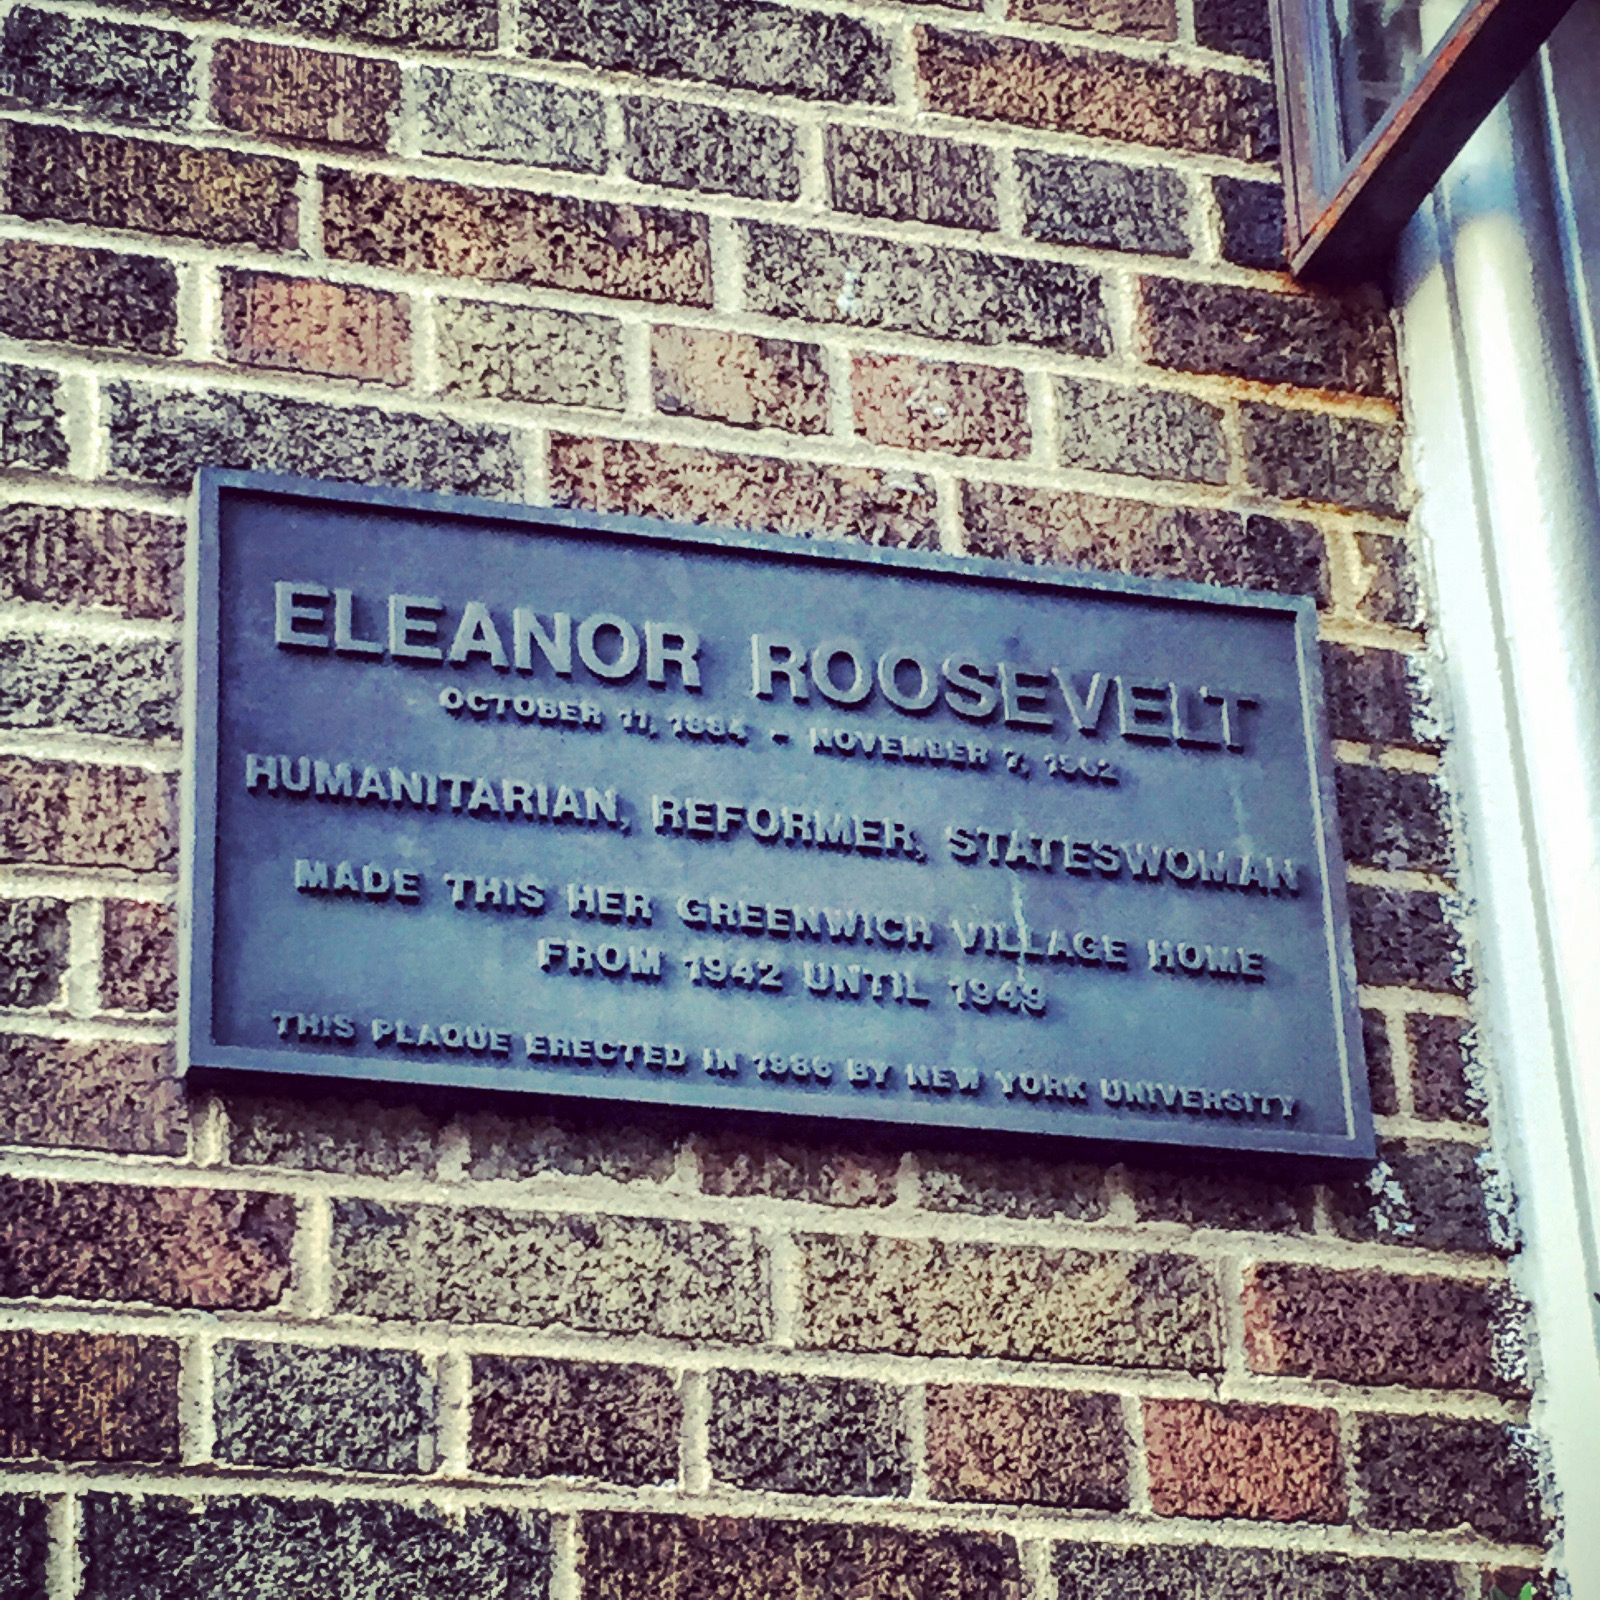 ELEANOR ROOSEVELT
OCTOBER 11, 1884 - NOVEMBER 7, 1962
HUMANITARIAN, REFORMER, STATESWOMAN
MADE THIS HER GREENWICH VILLAGE HOME
FROM 1942 UNTIL 1949
THIS PLAQUE ERECTED IN 1986 BY NEW YORK UNIVERSITY